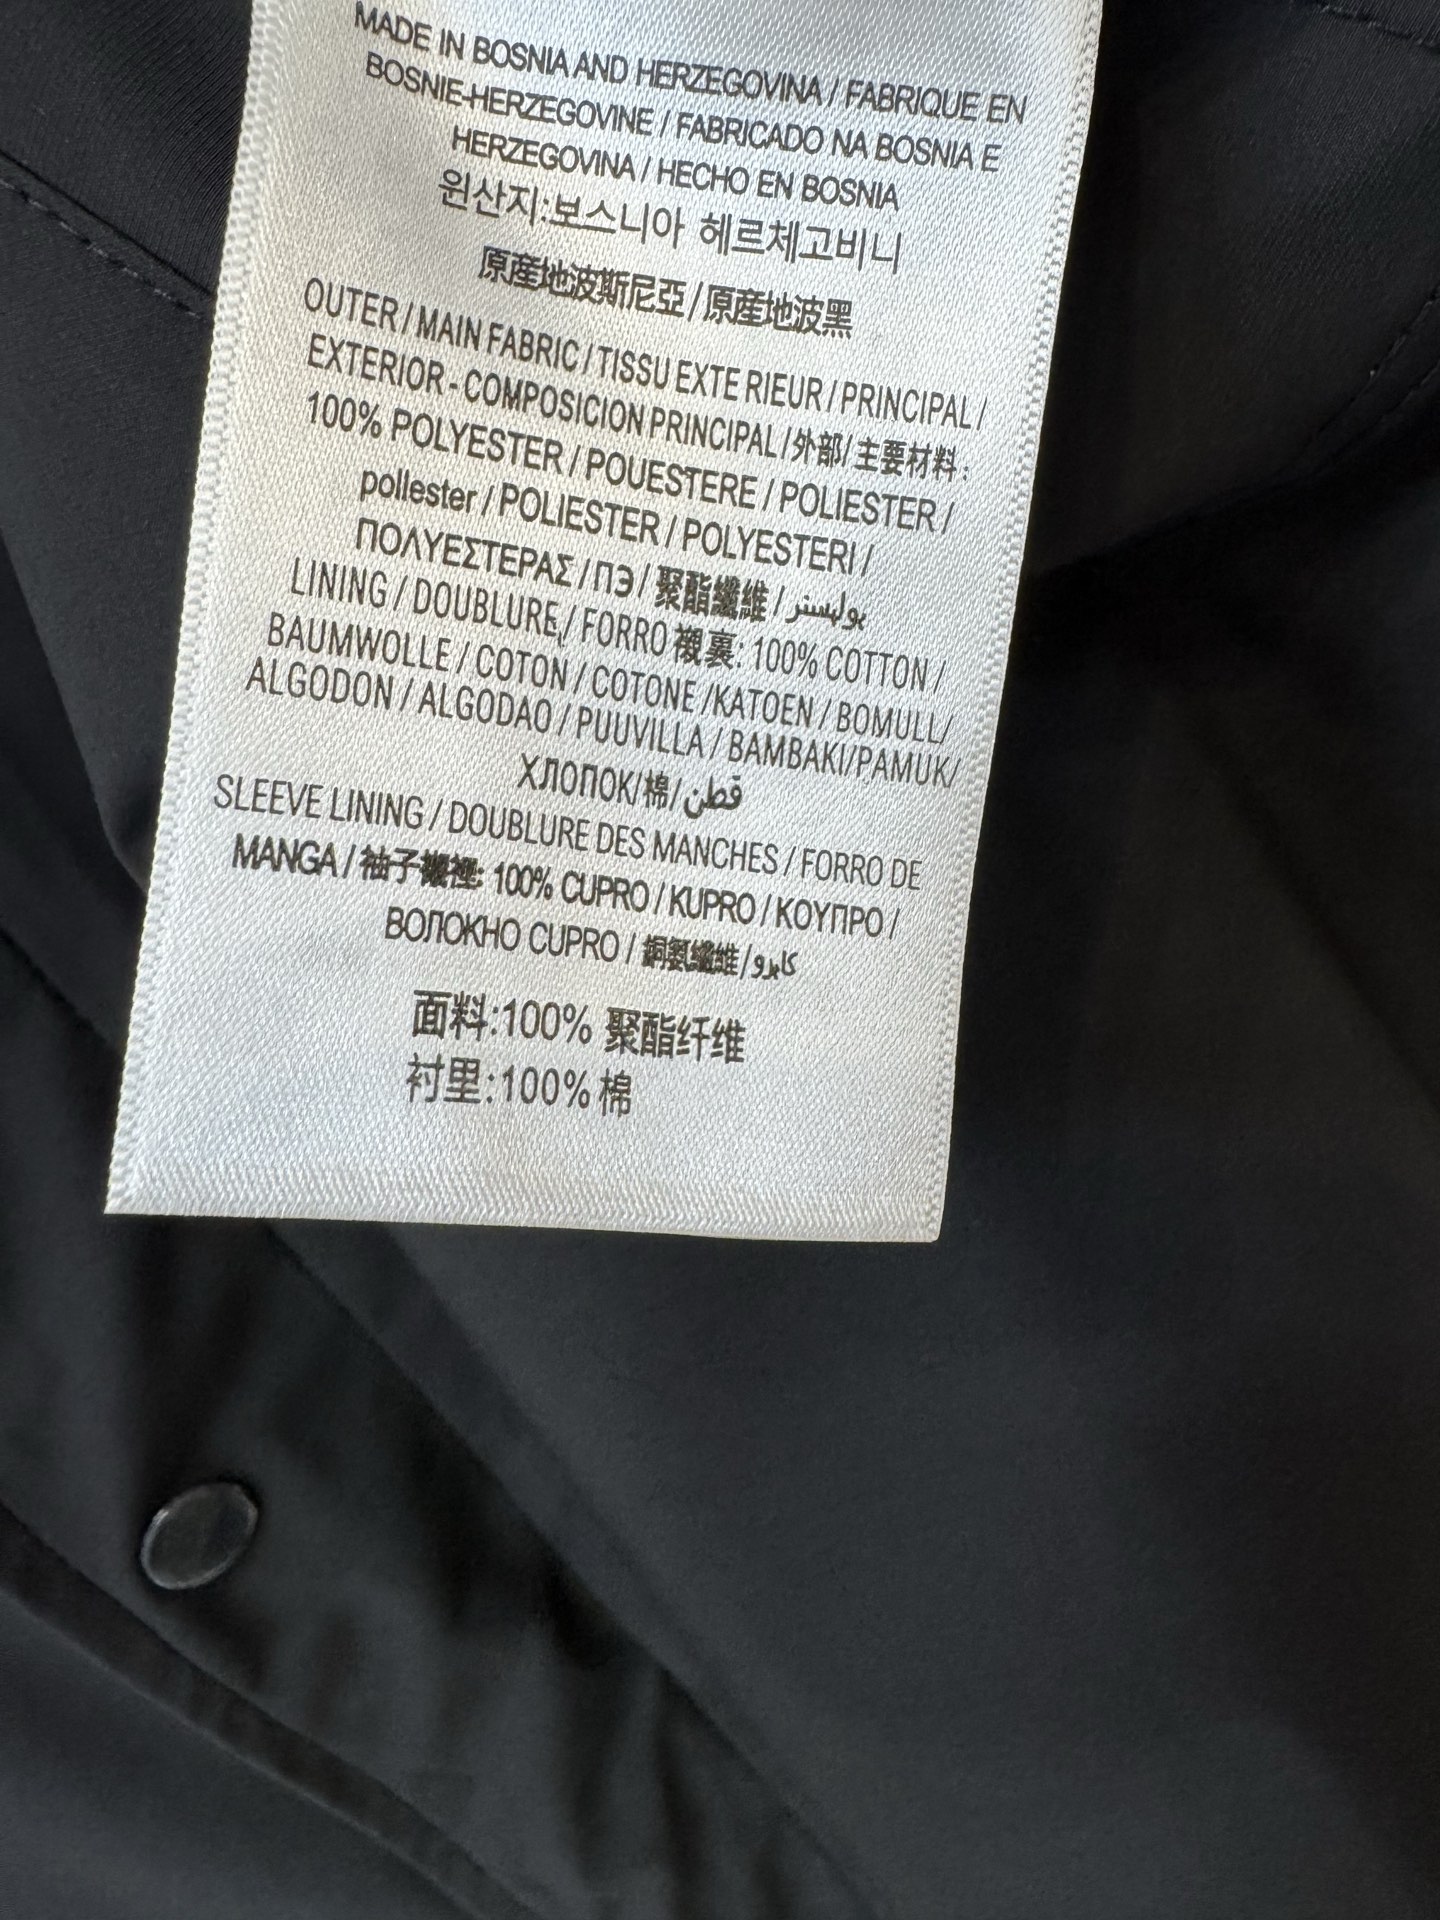 MADE IN BOSNIA AND HERZEGOVINA / FABRIQUE EN
BOSNIE-HERZEGOVINE / FABRICADO NA BOSNIA E
HERZEGOVINA / HECHO EN BOSNIA
원산지:보스니아 헤르체고비니
原産地波斯尼亞/原産地波黑
OUTER / MAIN FABRIC / TISSU EXTE RIEUR / PRINCIPAL /
EXTERIOR - COMPOSICION PRINCIPAL /外部/ 主要材料:
100% POLYESTER / POUESTERE / POLIESTER /
pollester / POLIESTER / POLYESTERI /
ΠΟΛΥΕΣΤΕΡΑΣ / ПЭ / 聚酯纖維 / بوليستر
LINING / DOUBLURE / FORRO 襯裏: 100% COTTON /
BAUMWOLLE / COTON / COTONE /KATOEN / BOMULL/
ALGODON / ALGODAO / PUUVILLA / BAMBAKI/PAMUK/
ХЛОПОК/棉/قطن
SLEEVE LINING / DOUBLURE DES MANCHES / FORRO DE
MANGA / 袖子襯裡: 100% CUPRO / KUPRO / ΚΟΥΠΡΟ /
ВОЛОКНО CUPRO / 銅氨纖維/كابرو
面料:100% 聚酯纤维
衬里:100% 棉